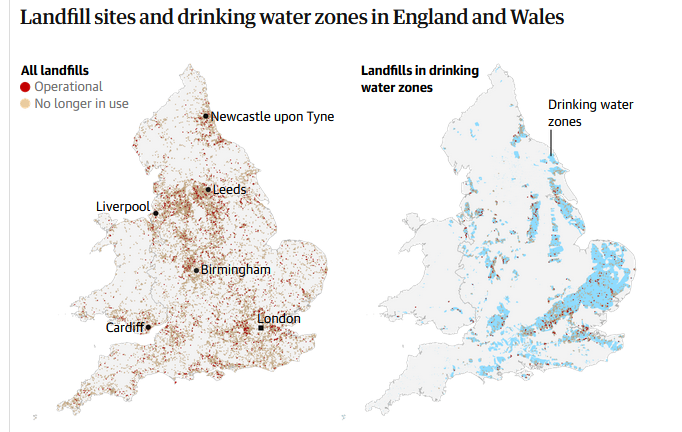 Landfill sites and drinking water zones in England and Wales
All landfills
Operational
No longer in use
Newcastle upon Tyne
Leeds
Liverpool
Birmingham
London
Cardiff
Landfills in drinking
water zones
Drinking water
zones